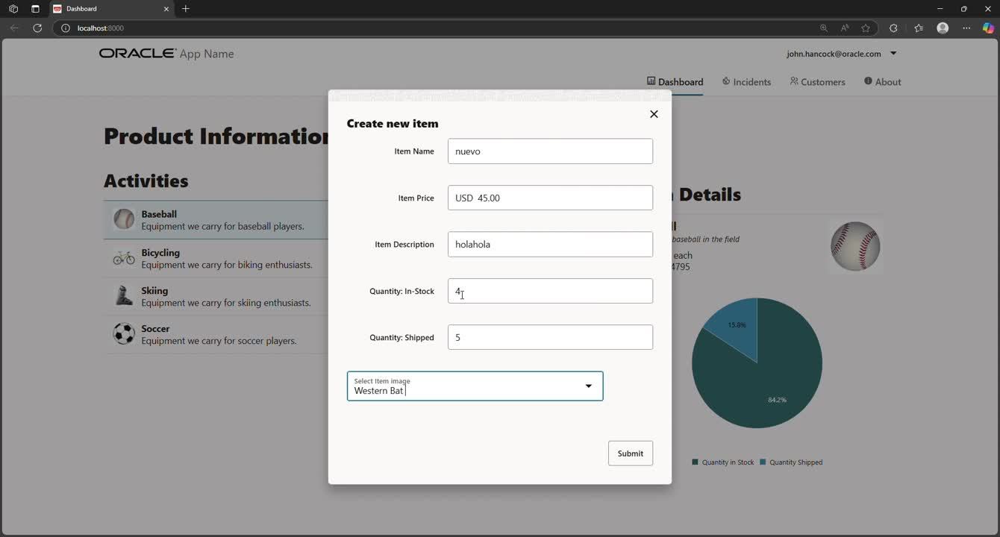 Dashboard
localhost:8000
ORACLE App Name
john.hancock@oracle.com
Dashboard
Incidents
Customers
About
Product Information
Activities
Baseball
Equipment we carry for baseball players.
Bicycling
Equipment we carry for biking enthusiasts.
Skiing
Equipment we carry for skiing enthusiasts.
Soccer
Equipment we carry for soccer players.
Create new item
Item Name
nuevo
Item Price
USD 45.00
Item Description
holahola
Quantity: In-Stock
4
Quantity: Shipped
5
Select Item image
Western Bat
Submit
Details
baseball in the field
each
4795
15.8%
84.2%
Quantity in Stock
Quantity Shipped